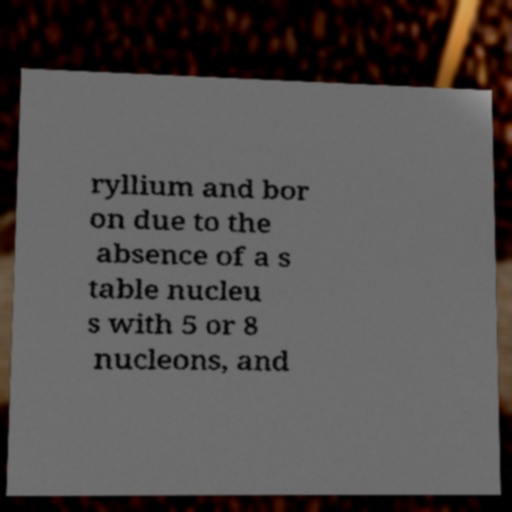 ryllium and bor
on due to the
absence of a s
table nucleu
s with 5 or 8
nucleons, and